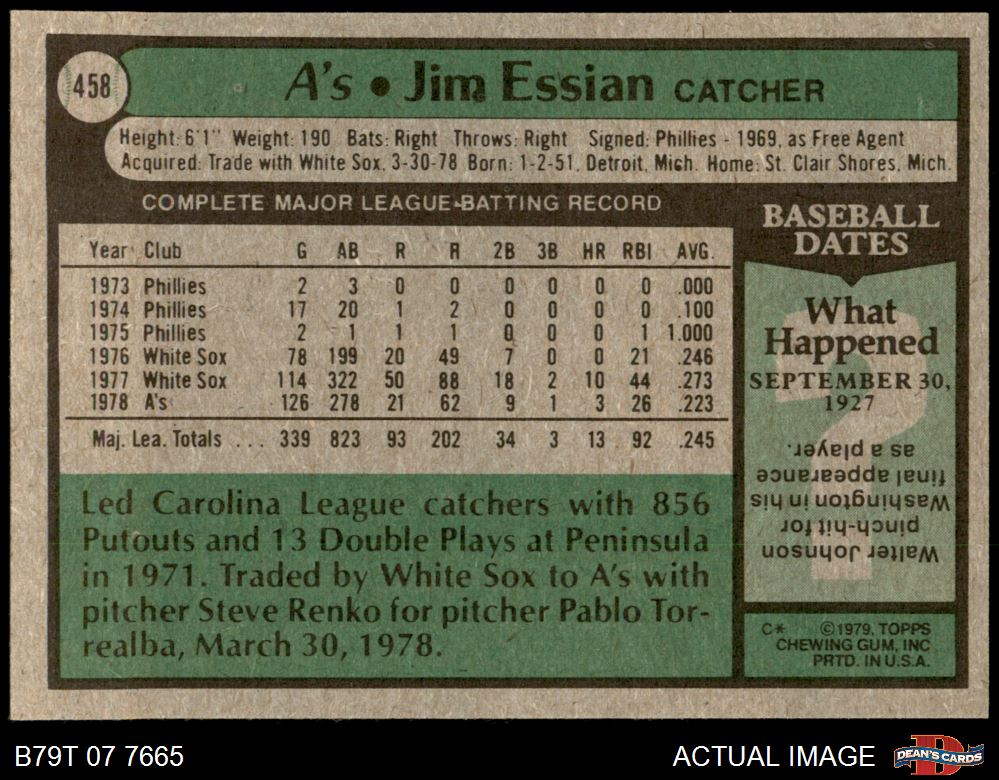 458
A's • Jim Essian CATCHER
Height: 6'1" Weight: 190 Bats: Right Throws: Right Signed: Phillies - 1969, as Free Agent
Acquired: Trade with White Sox, 3-30-78 Born: 1-2-51, Detroit, Mich. Home: St. Clair Shores, Mich.
COMPLETE MAJOR LEAGUE BATTING RECORD
Year Club G AB R H 2B 3B HR RBI AVG.
1973 Phillies 2 3 0 0 0 0 0 0 .000
1974 Phillies 17 20 1 2 0 0 0 0 .100
1975 Phillies 2 1 1 1 0 0 0 1 1.000
1976 White Sox 78 199 20 49 7 0 0 21 .246
1977 White Sox 114 322 50 88 18 2 10 44 .273
1978 A's 126 278 21 62 9 1 3 26 .223
Maj. Lea. Totals ... 339 823 93 202 34 3 13 92 .245
Led Carolina League catchers with 856
Putouts and 13 Double Plays at Peninsula
in 1971. Traded by White Sox to A's with
pitcher Steve Renko for pitcher Pablo Tor-
realba, March 30, 1978.
BASEBALL
DATES
What
Happened
SEPTEMBER 30,
1927
?
Walter Johnson
pinch-hit for
Washington in his
final appearance
as a player.
C* ©1979, TOPPS
CHEWING GUM, INC
PRTD. IN U.S.A.
B79T 07 7665
ACTUAL IMAGE
D
DEAN'S CARDS